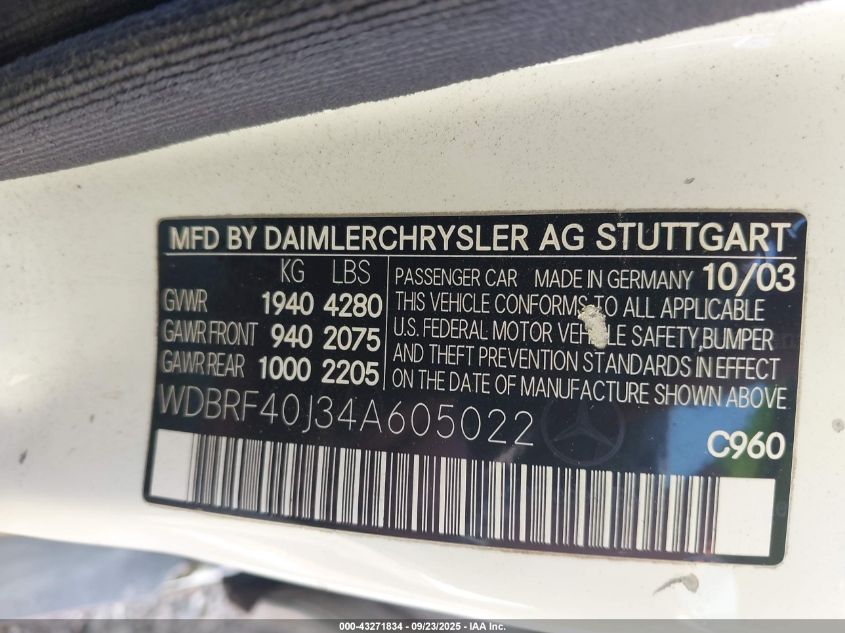 MFD BY DAIMLERCHRYSLER AG STUTTGART
KG LBS
GVWR 1940 4280
GAWR FRONT 940 2075
GAWR REAR 1000 2205
PASSENGER CAR MADE IN GERMANY 10/03
THIS VEHICLE CONFORMS TO ALL APPLICABLE
U.S. FEDERAL MOTOR VEHICLE SAFETY,BUMPER
AND THEFT PREVENTION STANDARDS IN EFFECT
ON THE DATE OF MANUFACTURE SHOWN ABOVE
WDBRF40J34A605022
C960
000-43271834 - 09/23/2025 - IAA Inc.